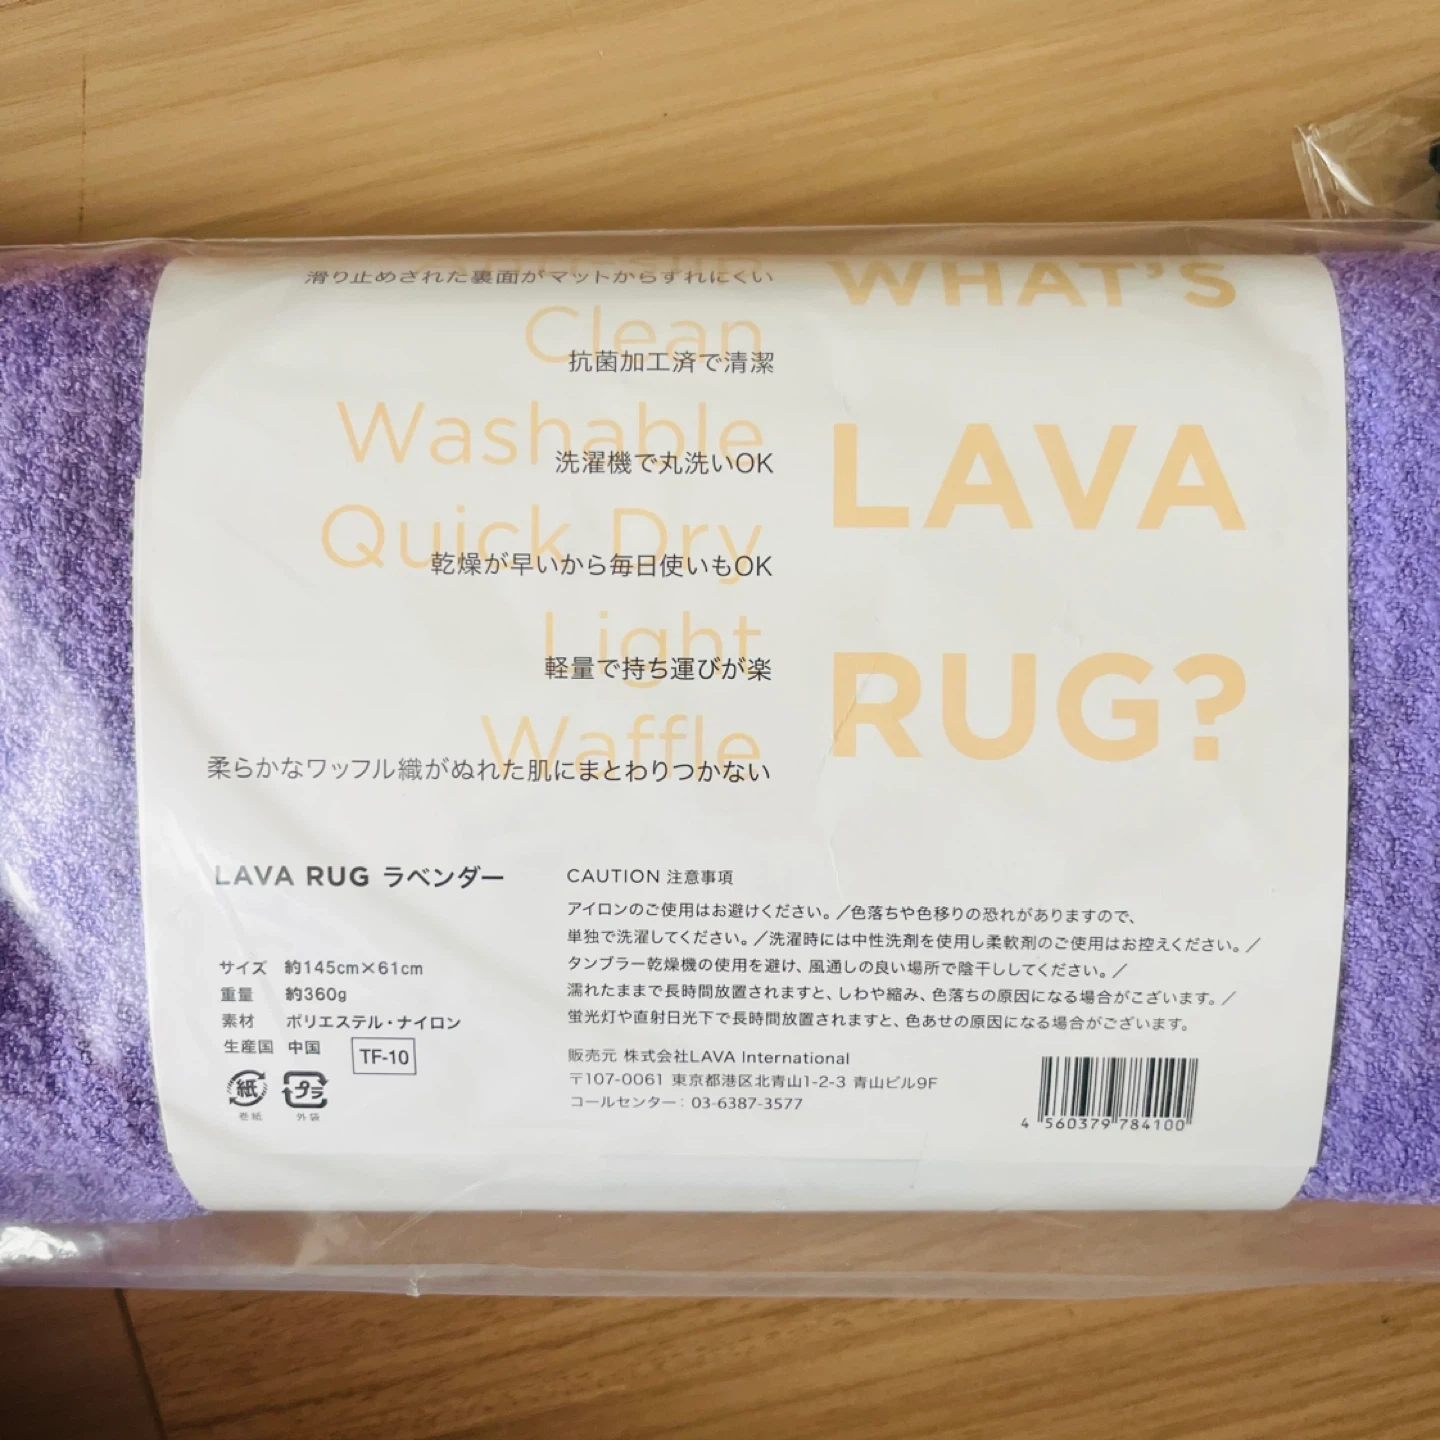 滑り止めされた裏面がマットからずれにくい
Clean
抗菌加工済で清潔
Washable
洗濯機で丸洗いOK
Quick Dry
乾燥が早いから毎日使いもOK
Light
軽量で持ち運びが楽
Waffle
柔らかなワッフル織がぬれた肌にまとわりつかない
WHAT'S
LAVA
RUG?
LAVA RUG ラベンダー
サイズ 約145cm×61cm
重量 約360g
素材 ポリエステル・ナイロン
生産国 中国
TF-10
紙
巻紙
プラ
外袋
CAUTION 注意事項
アイロンのご使用はお避けください。／色落ちや色移りの恐れがありますので、
単独で洗濯してください。／洗濯時には中性洗剤を使用し柔軟剤のご使用はお控えください。／
タンブラー乾燥機の使用を避け、風通しの良い場所で陰干ししてください。／
濡れたままで長時間放置されますと、しわや縮み、色落ちの原因になる場合がございます。／
蛍光灯や直射日光下で長時間放置されますと、色あせの原因になる場合がございます。
販売元 株式会社LAVA International
〒107-0061 東京都港区北青山1-2-3 青山ビル9F
コールセンター：03-6387-3577
4 560379 784100